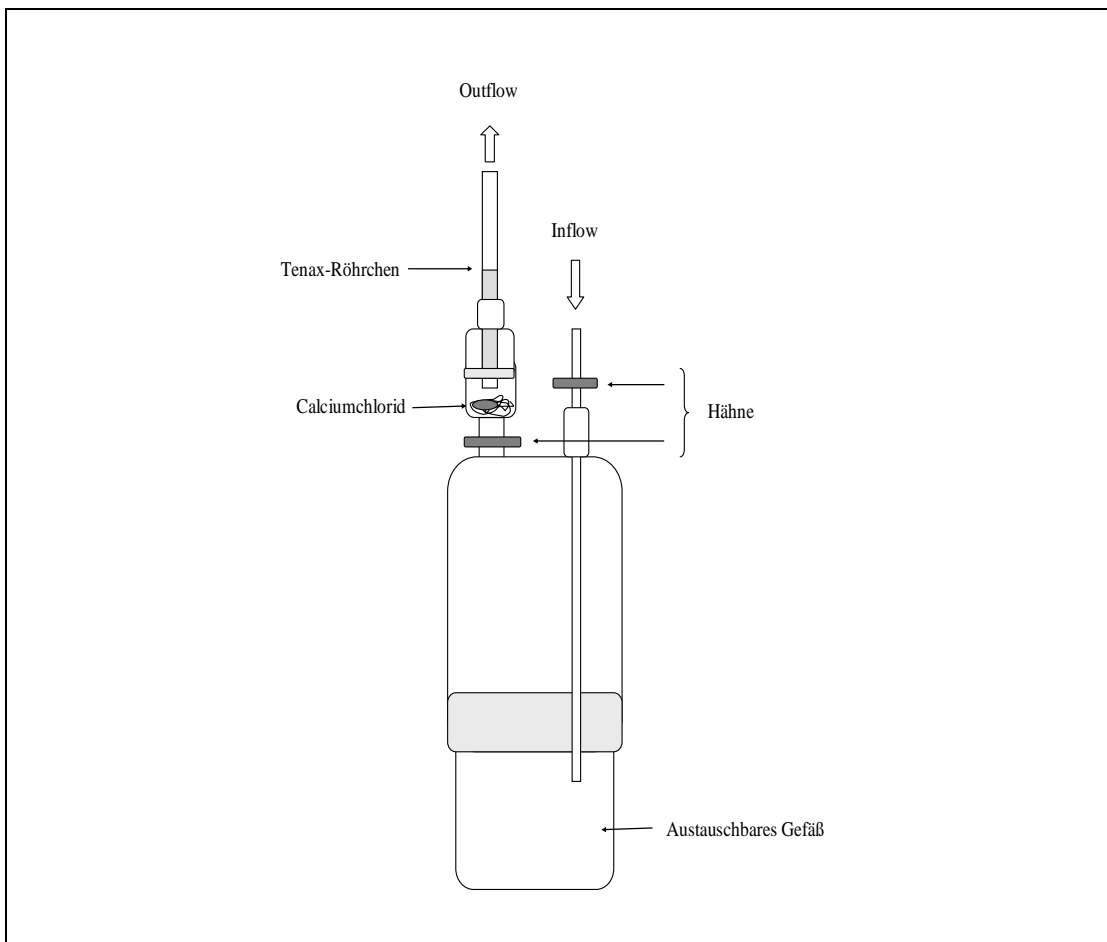 Outflow
Inflow
Tenax-Röhrchen
Calciumchlorid
Hähne
Austauschbares Gefäß